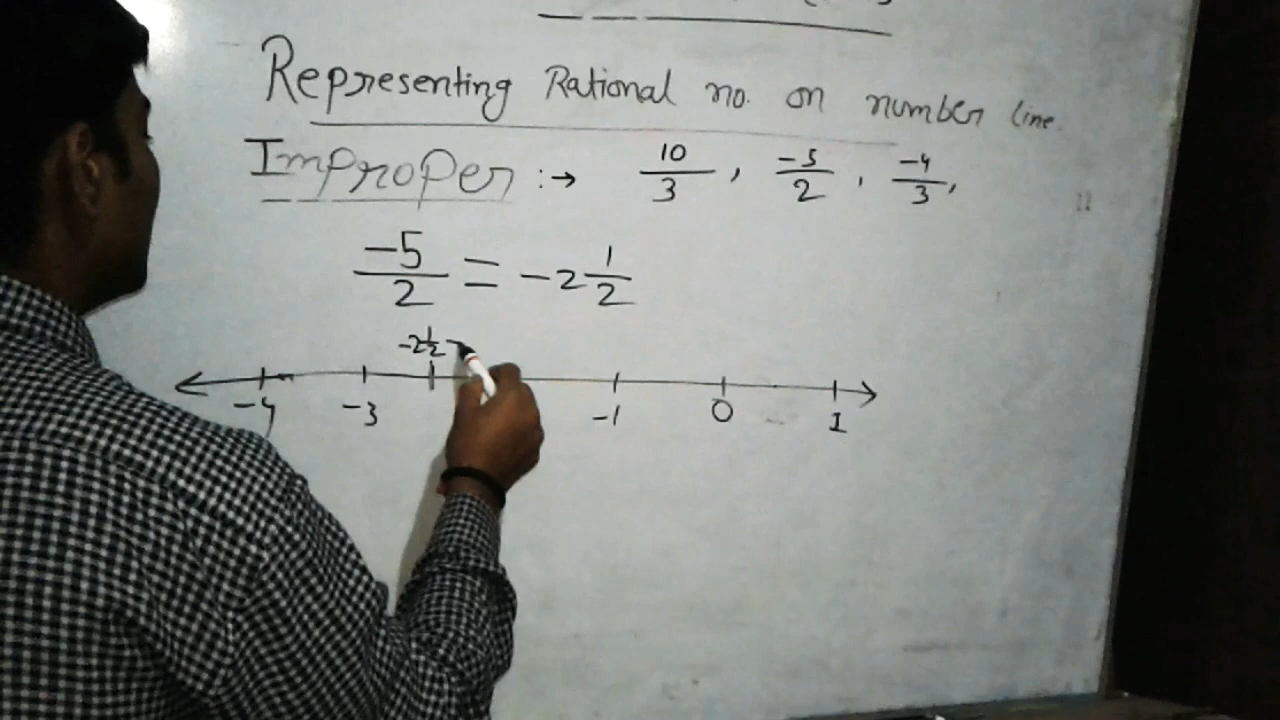 Representing Rational no. on number line.
Improper :→ 10/3, -5/2, -4/3,
-5/2 = -2 1/2
-2 1/2
-4 -3 -1 0 1